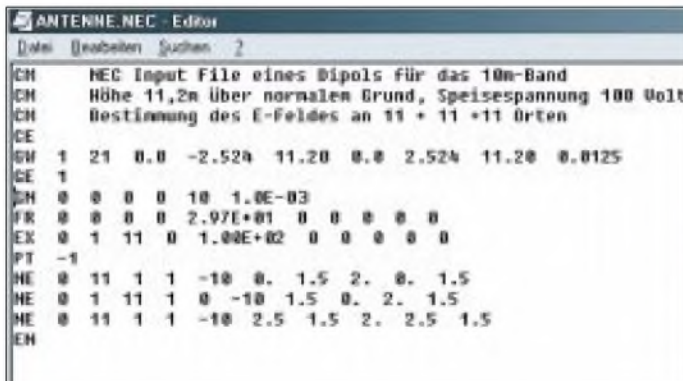 ANTENNE.NEC - Editor
Datei Bearbeiten Suchen ?
CM NEC Input File eines Dipols für das 10m-Band
CM Höhe 11,2m über normalem Grund, Speisespannung 100 Volt
CM Bestimmung des E-Feldes an 11 + 11 +11 Orten
CE
GW 1 21 0.0 -2.524 11.20 0.0 2.524 11.20 0.0125
GE 1
GN 0 0 0 0 10 1.0E-03
FR 0 0 0 0 2.97E+01 0 0 0 0 0
EX 0 1 11 0 1.00E+02 0 0 0 0 0
PT -1
NE 0 11 1 1 -10 0. 1.5 2. 0. 1.5
NE 0 1 11 1 0 -10 1.5 0. 2. 1.5
NE 0 11 1 1 -10 2.5 1.5 2. 2.5 1.5
EN